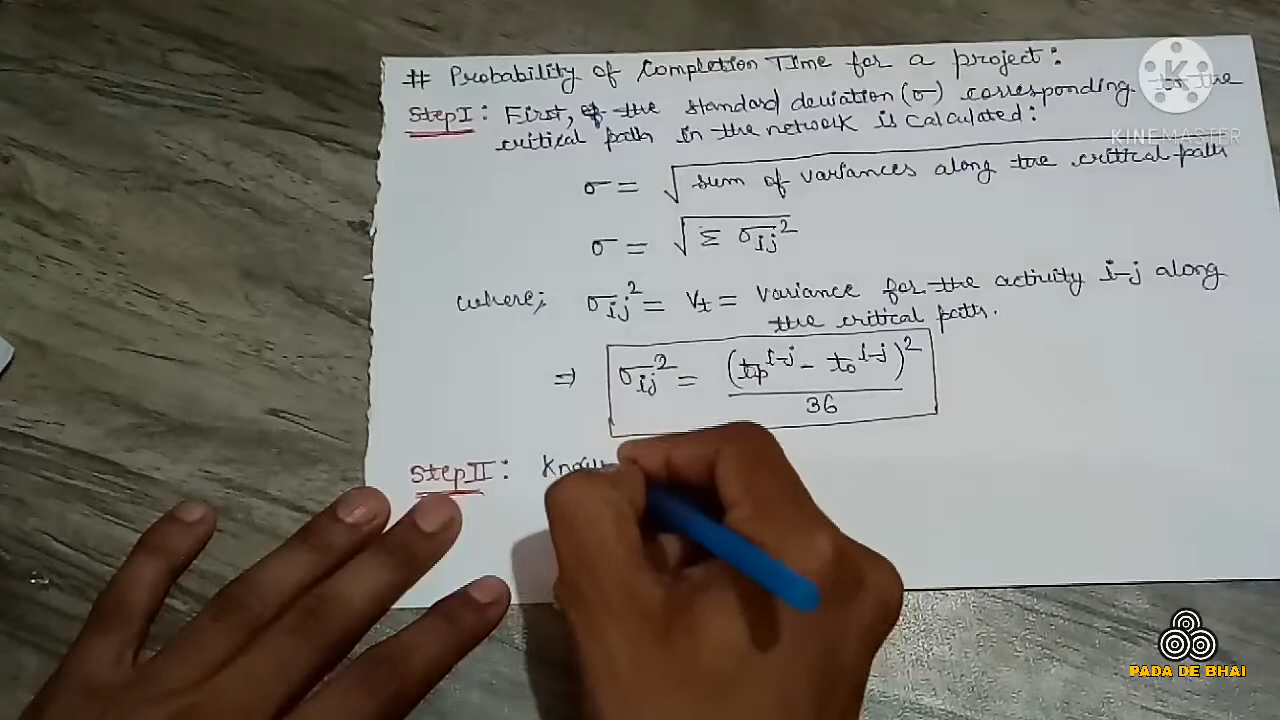 # Probability of Completion Time for a project:
Step I: First, of the standard deviation (σ) corresponding to the
critical path in the network is calculated:
σ = √sum of variances along the critical path
σ = √Σ σij²
where; σij² = Vt = variance for the activity i-j along
the critical path.
⇒ σij² = (tp^i-j - to^i-j)² / 36
Step II:
K
KINEMASTER
PADA DE BHAI